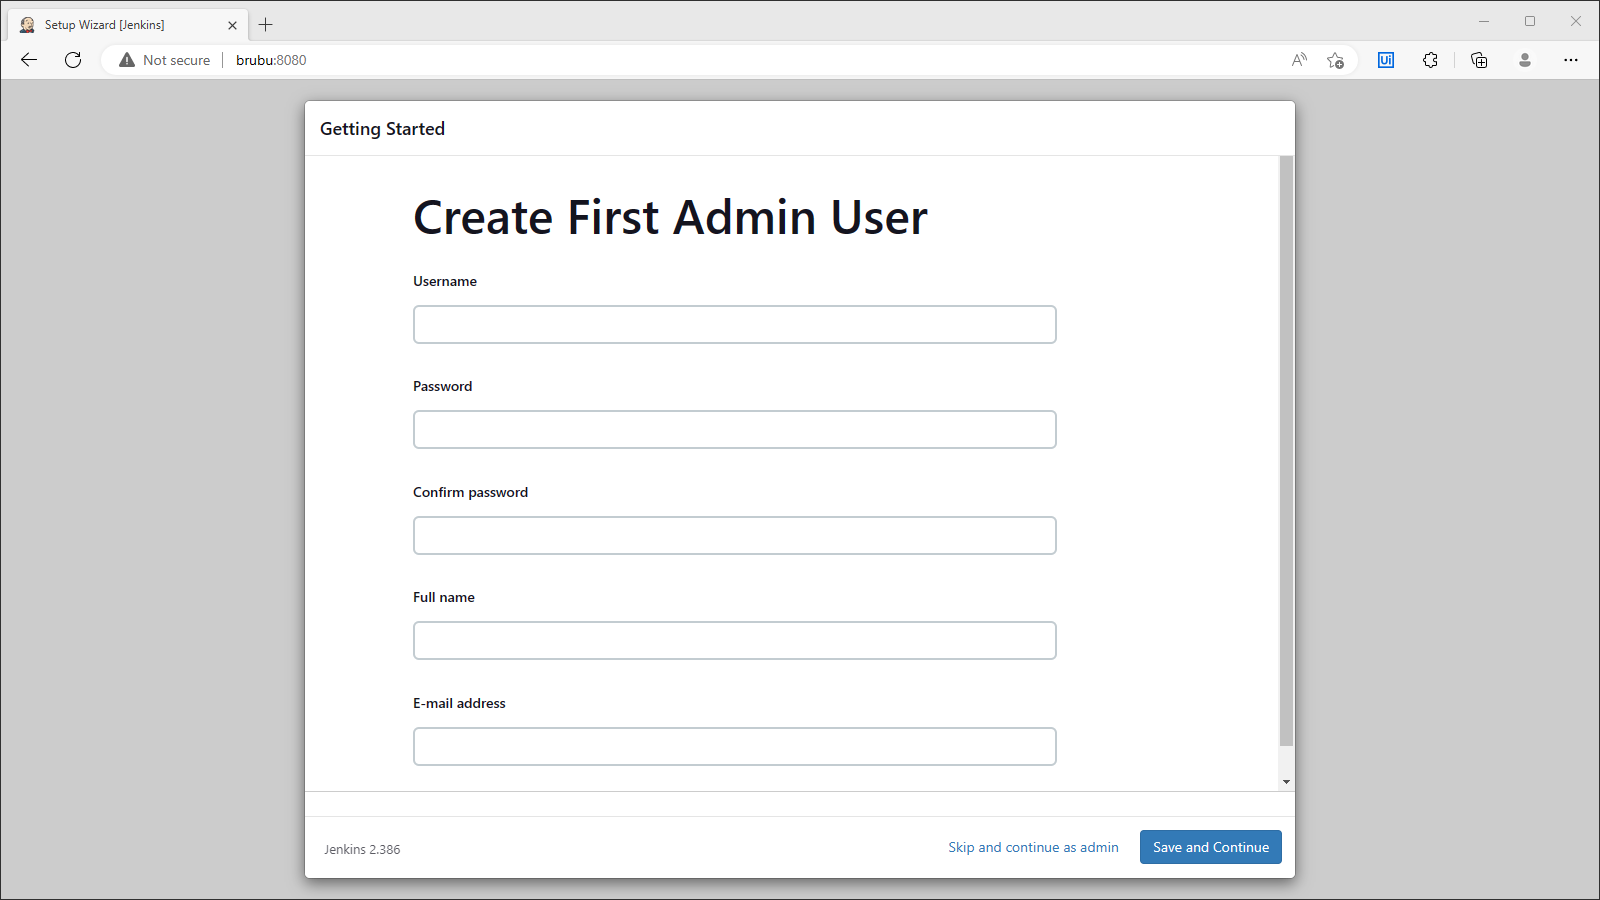 Setup Wizard [Jenkins]
Not secure
brubu:8080
Ui
Getting Started
Create First Admin User
Username
Password
Confirm password
Full name
E-mail address
Jenkins 2.386
Skip and continue as admin
Save and Continue